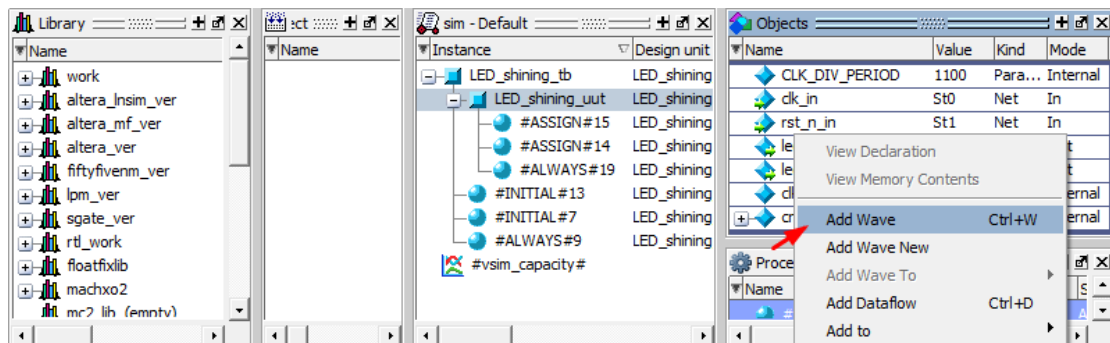 Library
Name
work
altera_lnsim_ver
altera_mf_ver
altera_ver
fiftyfivenm_ver
lpm_ver
sgate_ver
rtl_work
floatfixlib
machxo2
mc2_lib (empty)
:ct
Name
sim - Default
Instance Design unit
LED_shining_tb LED_shining
LED_shining_uut LED_shining
#ASSIGN#15 LED_shining
#ASSIGN#14 LED_shining
#ALWAYS#19 LED_shining
#INITIAL#13 LED_shining
#INITIAL#7 LED_shining
#ALWAYS#9 LED_shining
#vsim_capacity#
Objects
Name Value Kind Mode
CLK_DIV_PERIOD 1100 Para... Internal
clk_in St0 Net In
rst_n_in St1 Net In
View Declaration
View Memory Contents
Add Wave Ctrl+W
Add Wave New
Add Wave To
Add Dataflow Ctrl+D
Add to
Proce
Name